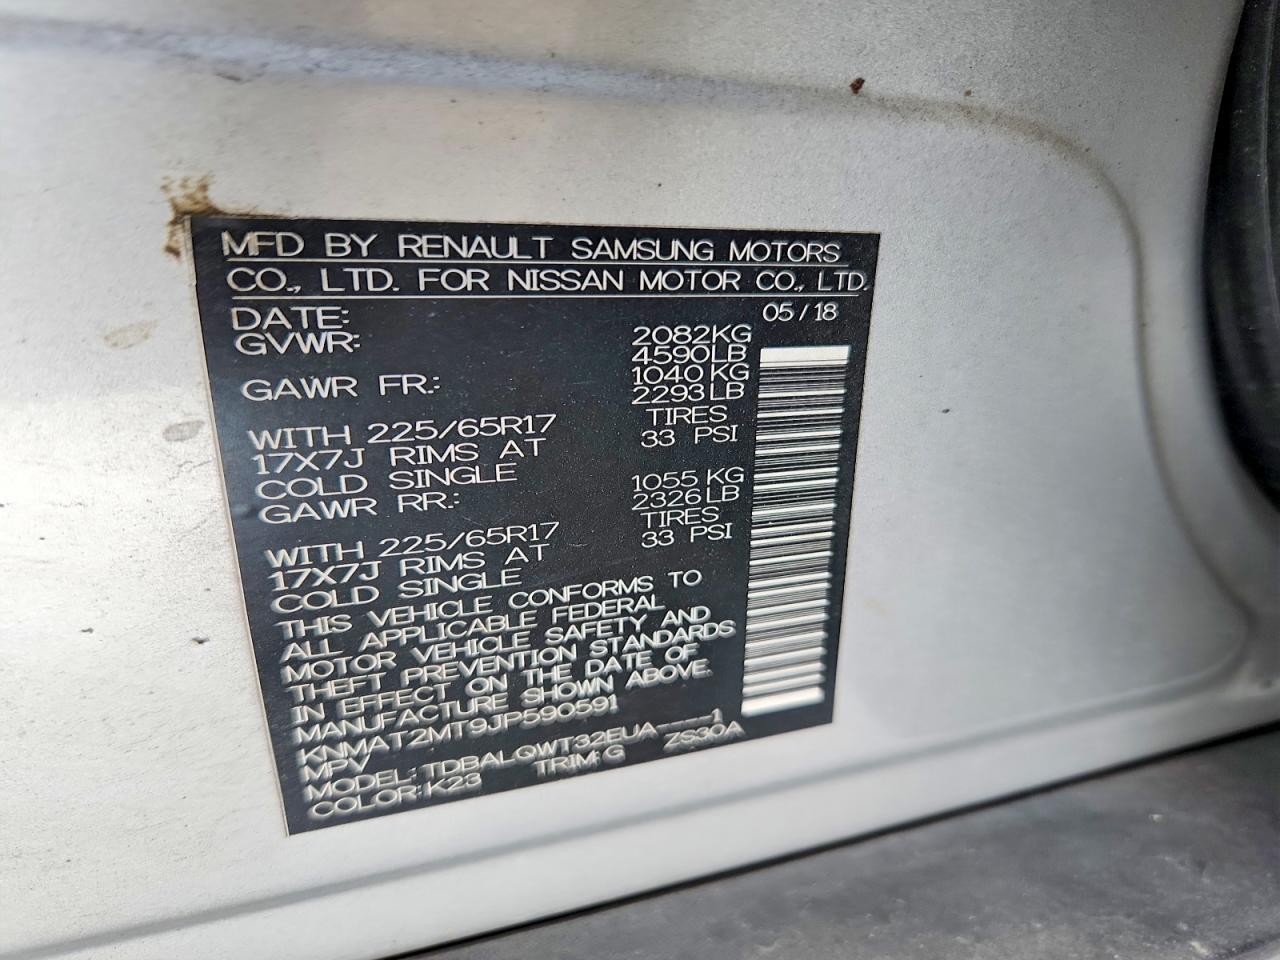 MFD BY RENAULT SAMSUNG MOTORS
CO., LTD. FOR NISSAN MOTOR CO., LTD.
DATE: 05/18
GVWR: 2082KG
4590LB
GAWR FR.: 1040KG
2293LB
WITH 225/65R17 TIRES
17X7J RIMS AT 33 PSI
COLD SINGLE
GAWR RR.: 1055KG
2326LB
WITH 225/65R17 TIRES
17X7J RIMS AT 33 PSI
COLD SINGLE
THIS VEHICLE CONFORMS TO
ALL APPLICABLE FEDERAL
MOTOR VEHICLE SAFETY AND
THEFT PREVENTION STANDARDS
IN EFFECT ON THE DATE OF
MANUFACTURE SHOWN ABOVE.
KNMAT2MT9JP590591
MPV
MODEL: TDBALQWT32EUA----1
COLOR: K23 TRIM: G ZS30A